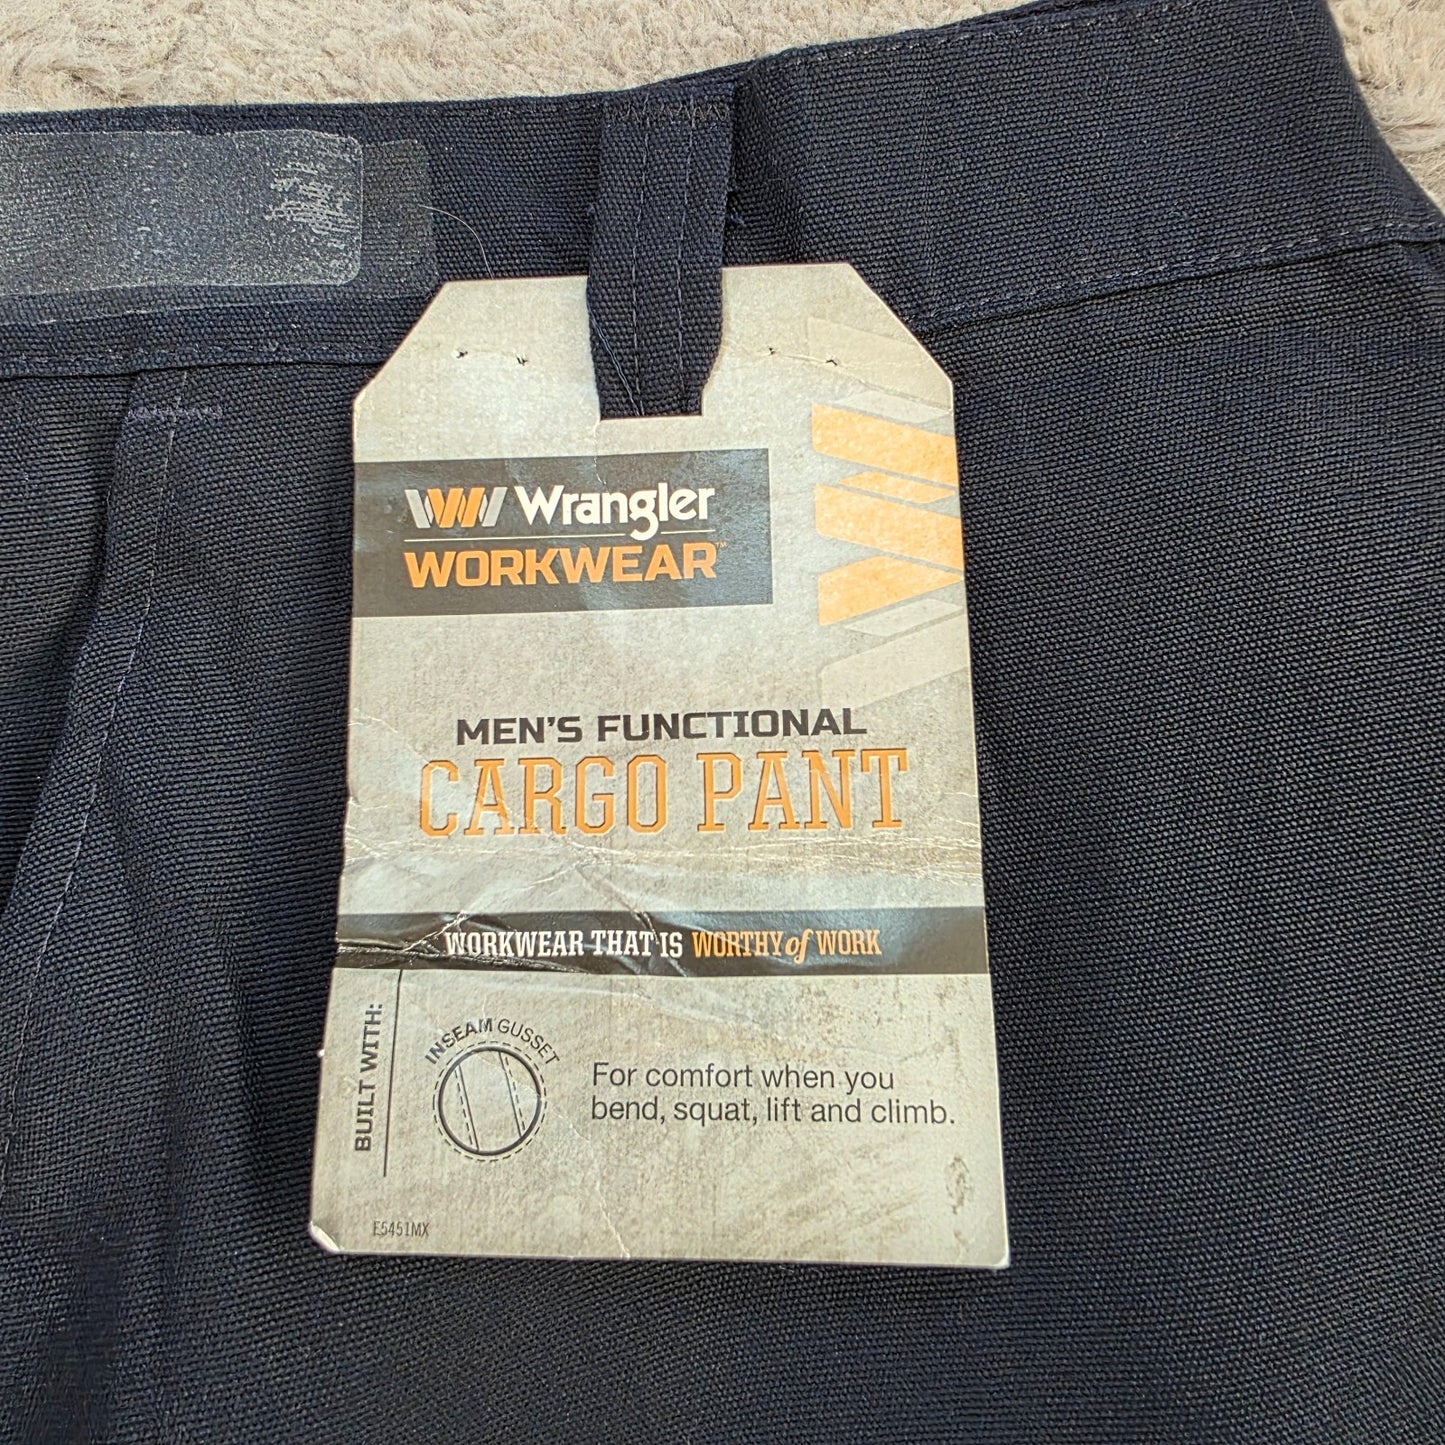 Wrangler
WORKWEAR™
MEN'S FUNCTIONAL
CARGO PANT
WORKWEAR THAT IS WORTHY of WORK
BUILT WITH:
INSEAM GUSSET
For comfort when you
bend, squat, lift and climb.
E5451MX